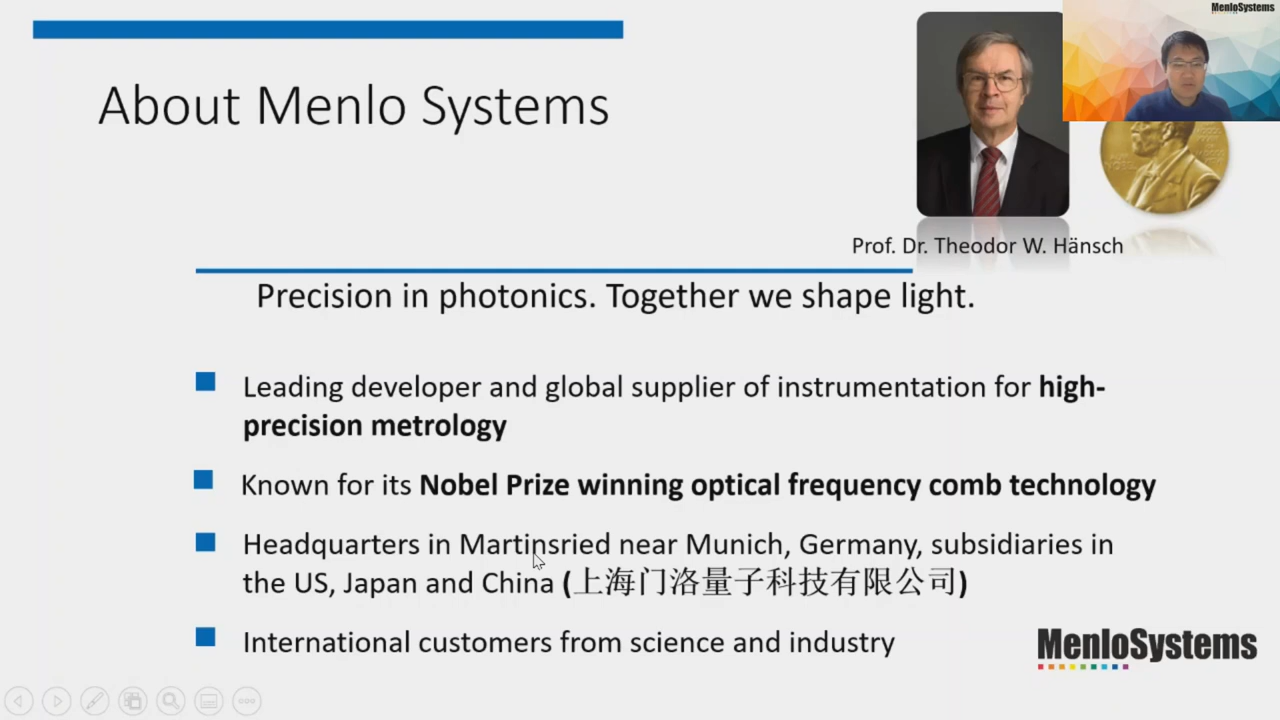 MenloSystems
About Menlo Systems
Prof. Dr. Theodor W. Hänsch
Precision in photonics. Together we shape light.
Leading developer and global supplier of instrumentation for high-
precision metrology
Known for its Nobel Prize winning optical frequency comb technology
Headquarters in Martinsried near Munich, Germany, subsidiaries in
the US, Japan and China (上海门洛量子科技有限公司)
International customers from science and industry
MenloSystems